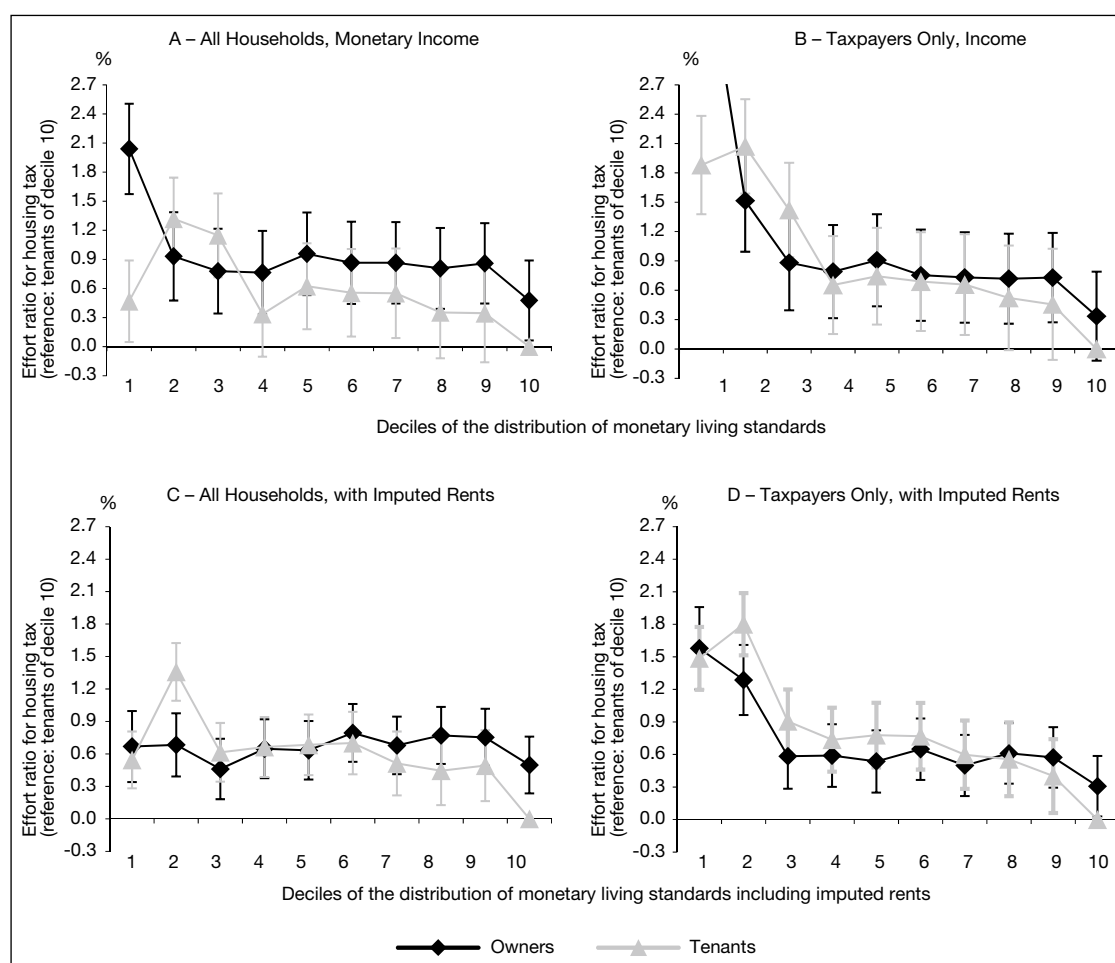 A – All Households, Monetary Income
%
Effort ratio for housing tax
(reference: tenants of decile 10)
2.7
2.4
2.1
1.8
1.5
1.2
0.9
0.6
0.3
0.0
-0.3
1 2 3 4 5 6 7 8 9 10
B – Taxpayers Only, Income
%
Effort ratio for housing tax
(reference: tenants of decile 10)
2.7
2.4
2.1
1.8
1.5
1.2
0.9
0.6
0.3
0.0
-0.3
1 2 3 4 5 6 7 8 9 10
Deciles of the distribution of monetary living standards
C – All Households, with Imputed Rents
%
Effort ratio for housing tax
(reference: tenants of decile 10)
2.7
2.4
2.1
1.8
1.5
1.2
0.9
0.6
0.3
0.0
-0.3
1 2 3 4 5 6 7 8 9 10
D – Taxpayers Only, with Imputed Rents
%
Effort ratio for housing tax
(reference: tenants of decile 10)
2.7
2.4
2.1
1.8
1.5
1.2
0.9
0.6
0.3
0.0
-0.3
1 2 3 4 5 6 7 8 9 10
Deciles of the distribution of monetary living standards including imputed rents
Owners Tenants